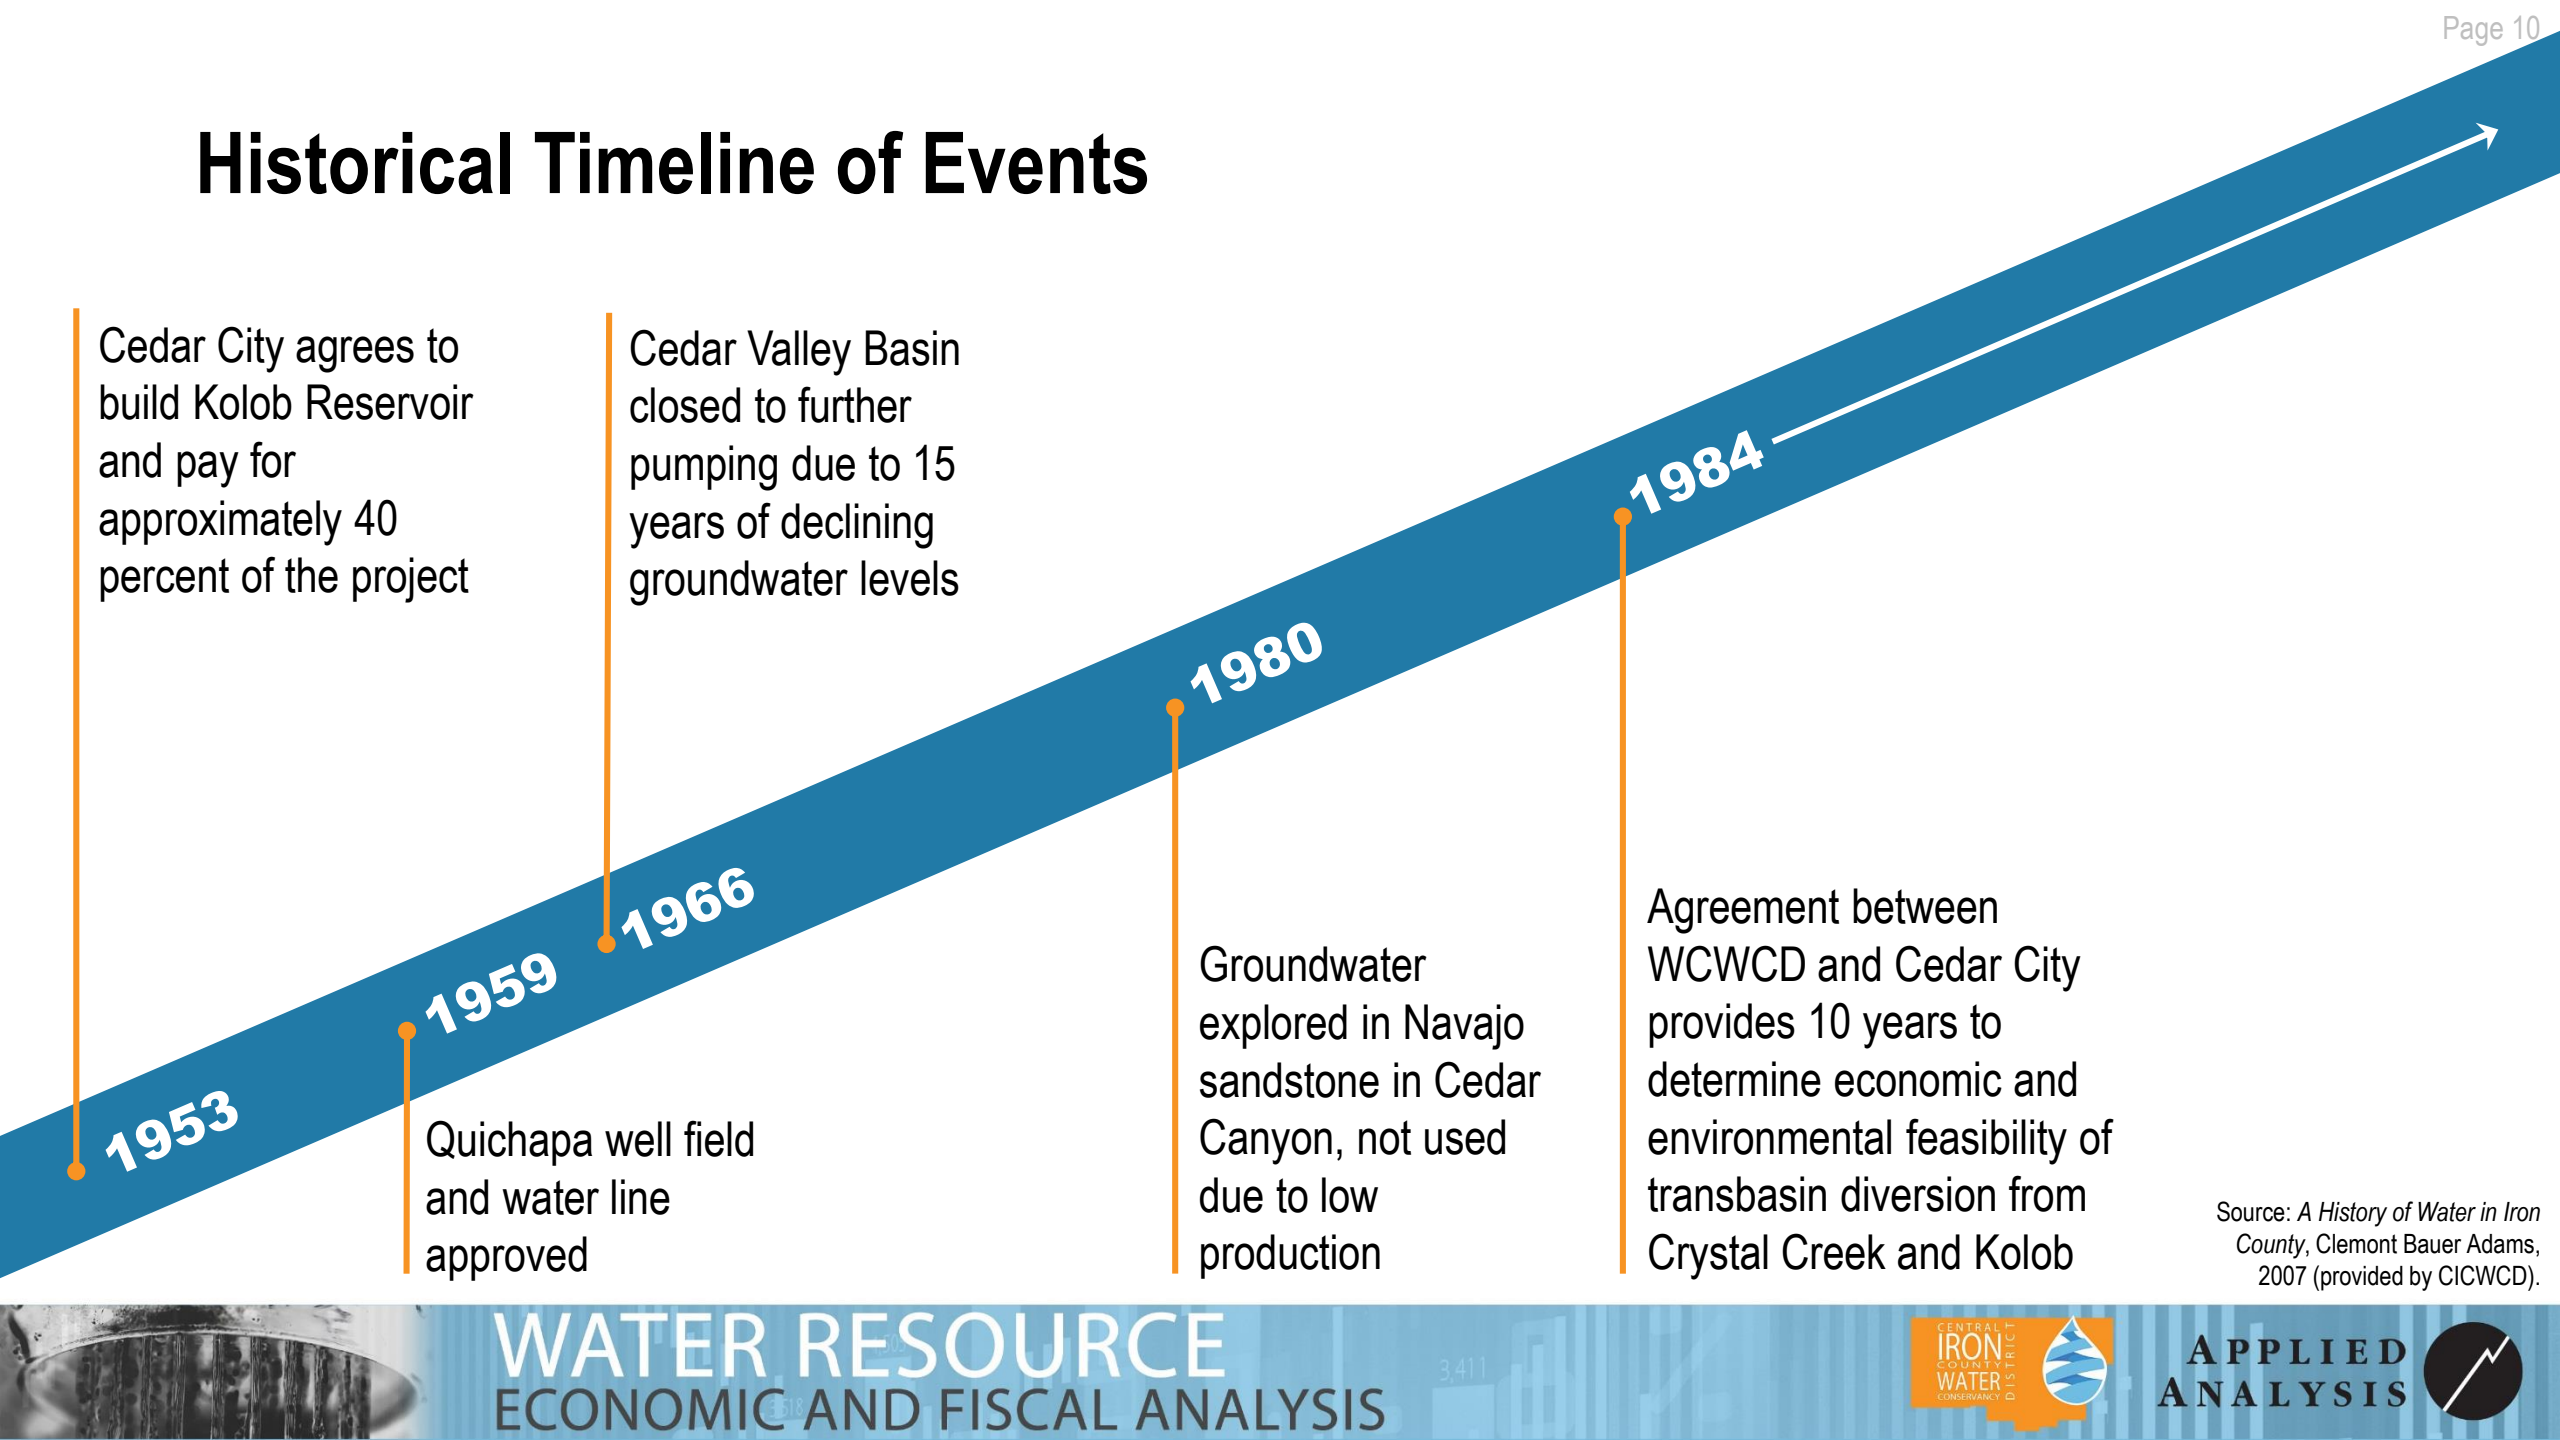 Page 10
Historical Timeline of Events
Cedar City agrees to
build Kolob Reservoir
and pay for
approximately 40
percent of the project
Cedar Valley Basin
closed to further
pumping due to 15
years of declining
groundwater levels
1953
1959
1966
1980
1984
Quichapa well field
and water line
approved
Groundwater
explored in Navajo
sandstone in Cedar
Canyon, not used
due to low
production
Agreement between
WCWCD and Cedar City
provides 10 years to
determine economic and
environmental feasibility of
transbasin diversion from
Crystal Creek and Kolob
Source: A History of Water in Iron
County, Clemont Bauer Adams,
2007 (provided by CICWCD).
WATER RESOURCE
ECONOMIC AND FISCAL ANALYSIS
3,411
CENTRAL
IRON
COUNTY
WATER
CONSERVANCY
DISTRICT
APPLIED
ANALYSIS